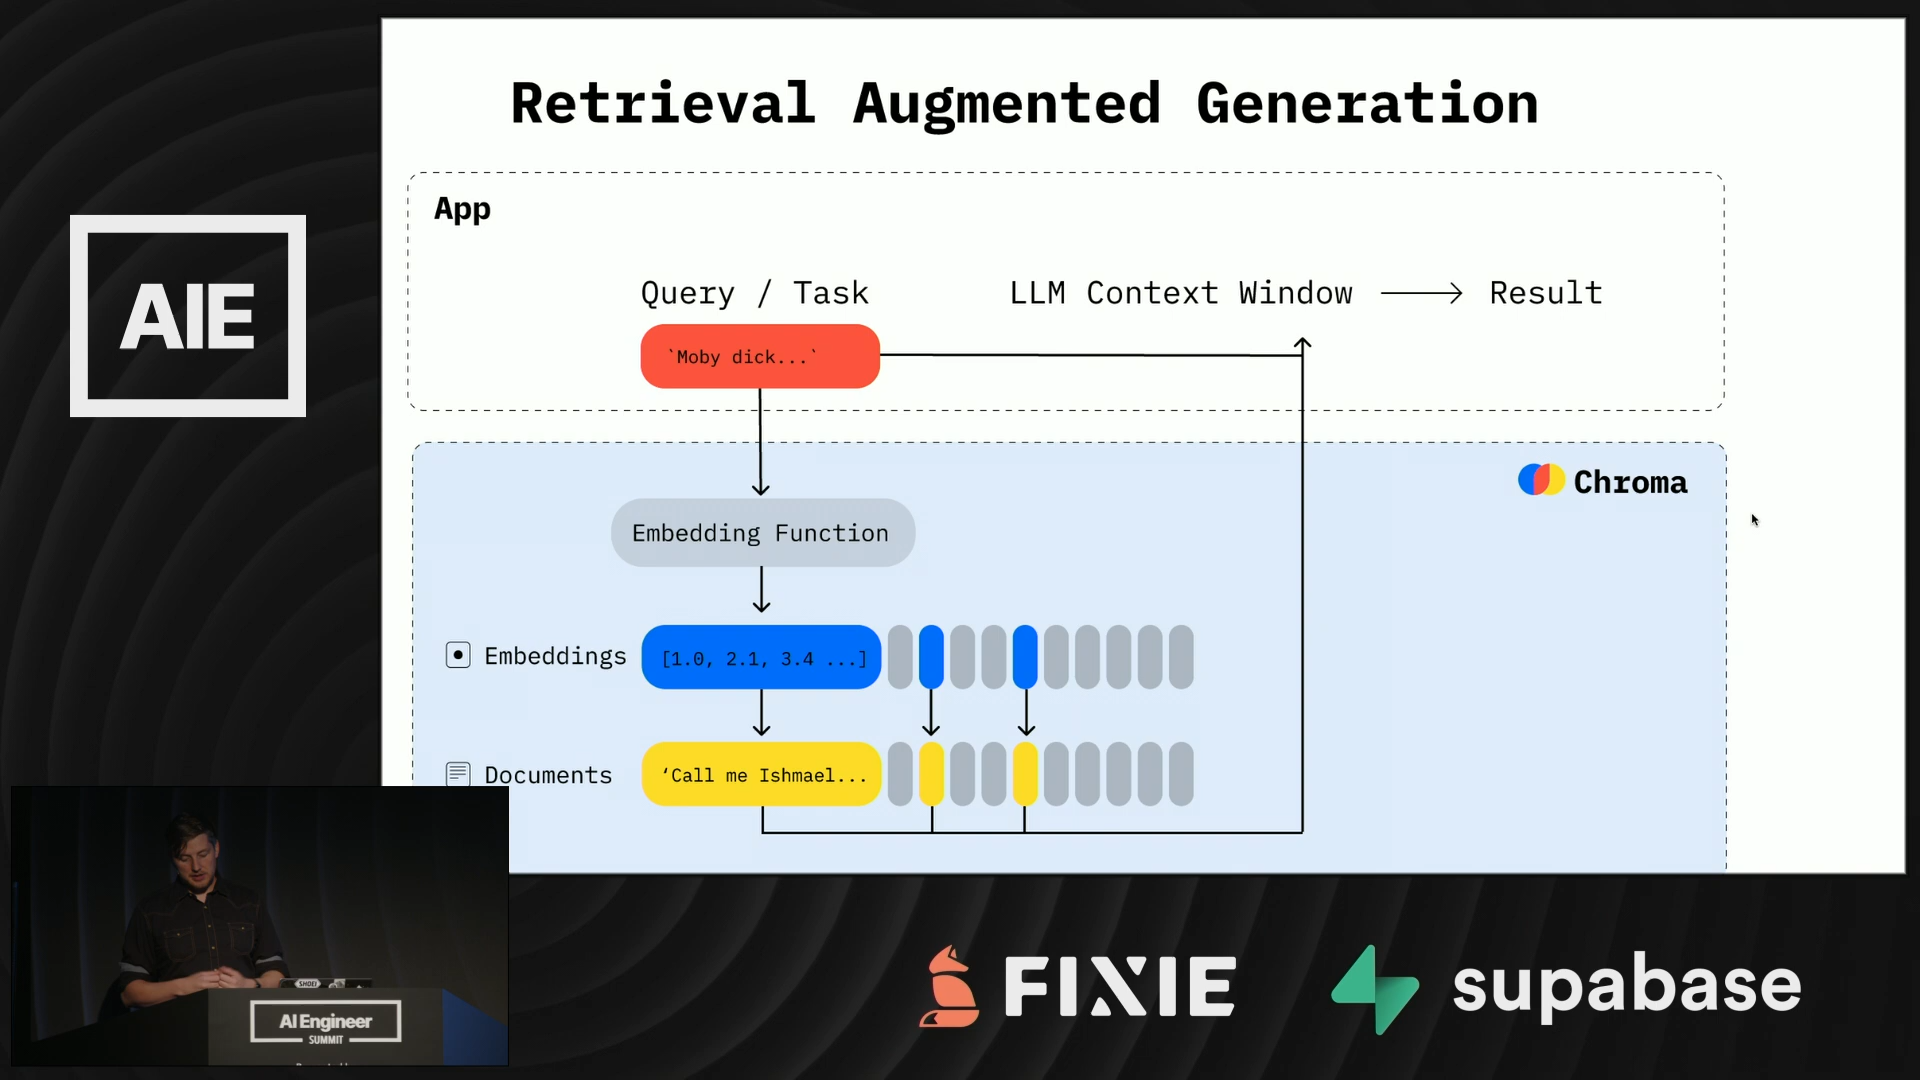 Retrieval Augmented Generation
App
Query / Task
LLM Context Window
Result
`Moby dick...`
Chroma
Embedding Function
Embeddings
[1.0, 2.1, 3.4 ...]
Documents
‘Call me Ishmael...
AIE
SHOEI
AI Engineer
SUMMIT
FIXIE
supabase